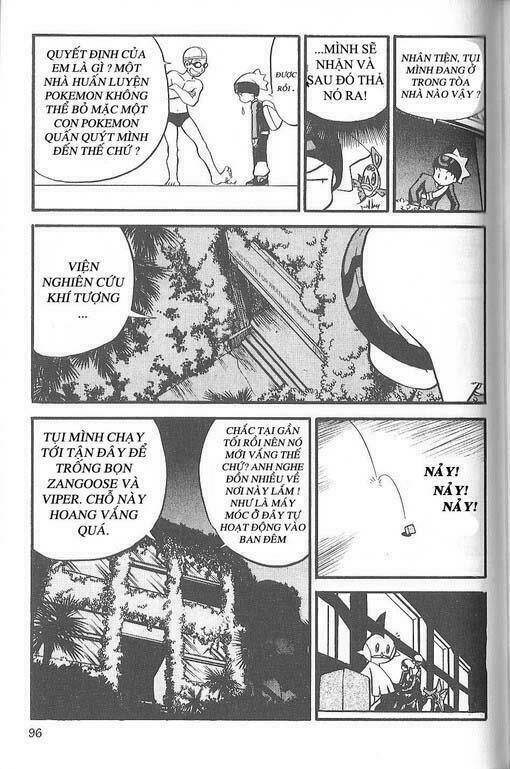 QUYẾT ĐỊNH CỦA
EM LÀ GÌ ? MỘT
NHÀ HUẤN LUYỆN
POKEMON KHÔNG
THỂ BỎ MẶC MỘT
CON POKEMON
QUẤN QUÝT MÌNH
ĐẾN THẾ CHỨ ?
ĐƯỢC
RỒI .
...MÌNH SẼ
NHẬN VÀ
SAU ĐÓ THẢ
NÓ RA!
NHÂN TIỆN, TỤI
MÌNH ĐANG Ở
TRONG TÒA
NHÀ NÀO VẬY ?
VIỆN
NGHIÊN CỨU
KHÍ TƯỢNG
...
TỤI MÌNH CHẠY
TỚI TẬN ĐÂY ĐỂ
TRỐNG BỌN
ZANGOOSE VÀ
VIPER. CHỖ NÀY
HOANG VẮNG
QUÁ.
CHẮC TẠI GẦN
TỐI RỒI NÊN NÓ
MỚI VẮNG THẾ
CHỨ? ANH NGHE
ĐỒN NHIÊU VỀ
NƠI NÀY LẮM !
NHƯ LÀ MÁY
MÓC Ở ĐÂY TỰ
HOẠT ĐỘNG VÀO
BAN ĐÊM
NẢY!
NẢY!
NẢY!
96